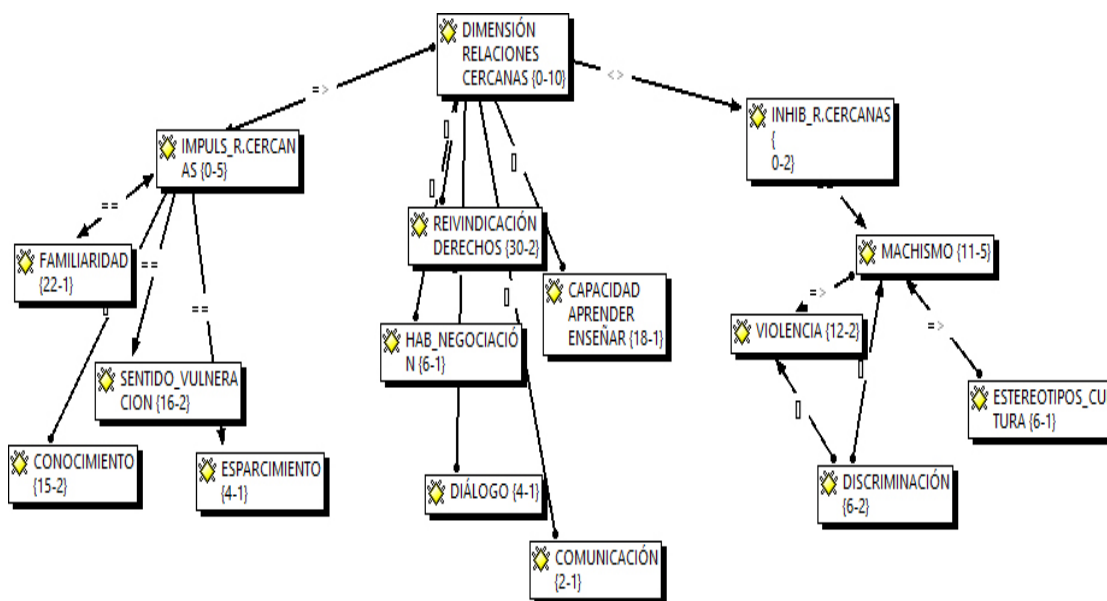 DIMENSIÓN
RELACIONES
CERCANAS {0-10}
=>
<>
IMPULS_R.CERCAN
AS {0-5}
INHIB_R.CERCANAS
{
0-2}
==
==
==
[]
[]
[]
REIVINDICACIÓN
DERECHOS {30-2}
FAMILIARIDAD
{22-1}
MACHISMO {11-5}
CAPACIDAD
APRENDER
ENSEÑAR {18-1}
=>
=>
HAB_NEGOCIACIÓ
N {6-1}
VIOLENCIA {12-2}
SENTIDO_VULNERA
CION {16-2}
ESTEREOTIPOS_CU
TURA {6-1}
[]
[]
[]
[]
CONOCIMIENTO
{15-2}
ESPARCIMIENTO
{4-1}
DIÁLOGO {4-1}
DISCRIMINACIÓN
{6-2}
COMUNICACIÓN
{2-1}